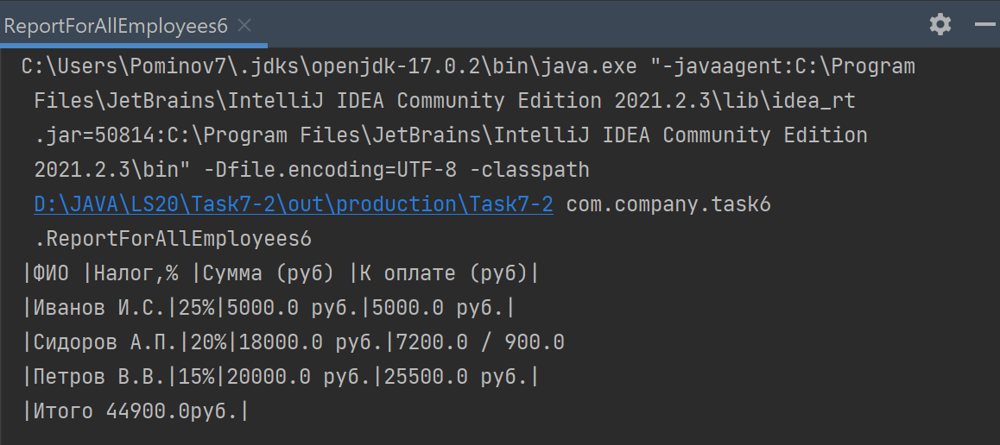 ReportForAllEmployees6
C:\Users\Pominov7\.jdks\openjdk-17.0.2\bin\java.exe "-javaagent:C:\Program
Files\JetBrains\IntelliJ IDEA Community Edition 2021.2.3\lib\idea_rt
.jar=50814:C:\Program Files\JetBrains\IntelliJ IDEA Community Edition
2021.2.3\bin" -Dfile.encoding=UTF-8 -classpath
D:\JAVA\LS20\Task7-2\out\production\Task7-2 com.company.task6
.ReportForAllEmployees6
|ФИО |Налог,% |Сумма (руб) |К оплате (руб)|
|Иванов И.С.|25%|5000.0 руб.|5000.0 руб.|
|Сидоров А.П.|20%|18000.0 руб.|7200.0 / 900.0
|Петров В.В.|15%|20000.0 руб.|25500.0 руб.|
|Итого 44900.0руб.|